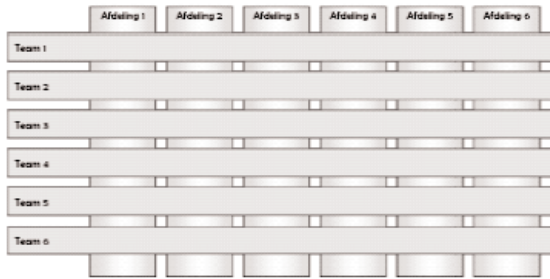 Afdeling 1 Afdeling 2 Afdeling 3 Afdeling 4 Afdeling 5 Afdeling 6
Team 1
Team 2
Team 3
Team 4
Team 5
Team 6